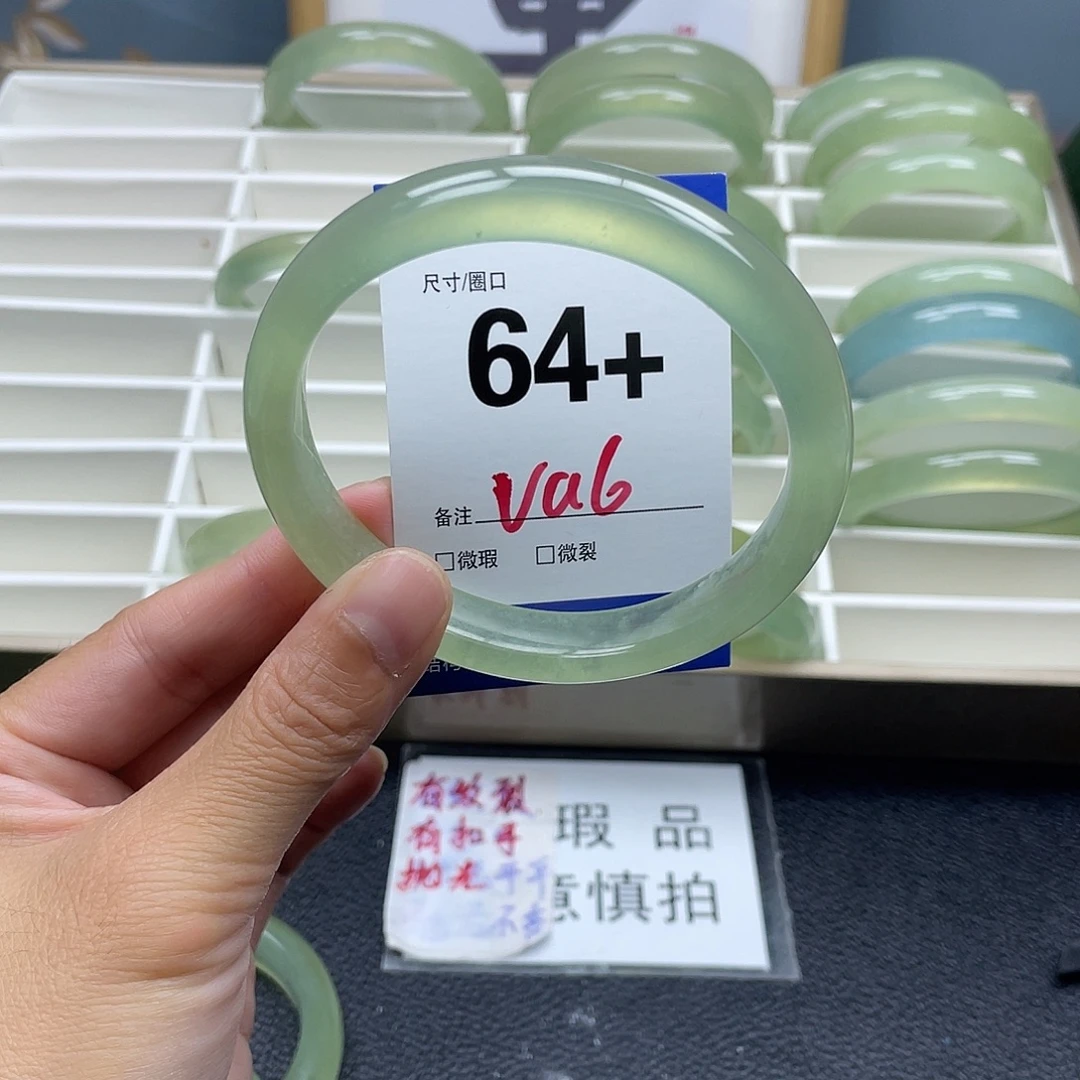 尺寸/圈口
64+
备注 va6
□微瑕 □微裂
有纹裂
有扣手
抛光
瑕 品
慎拍